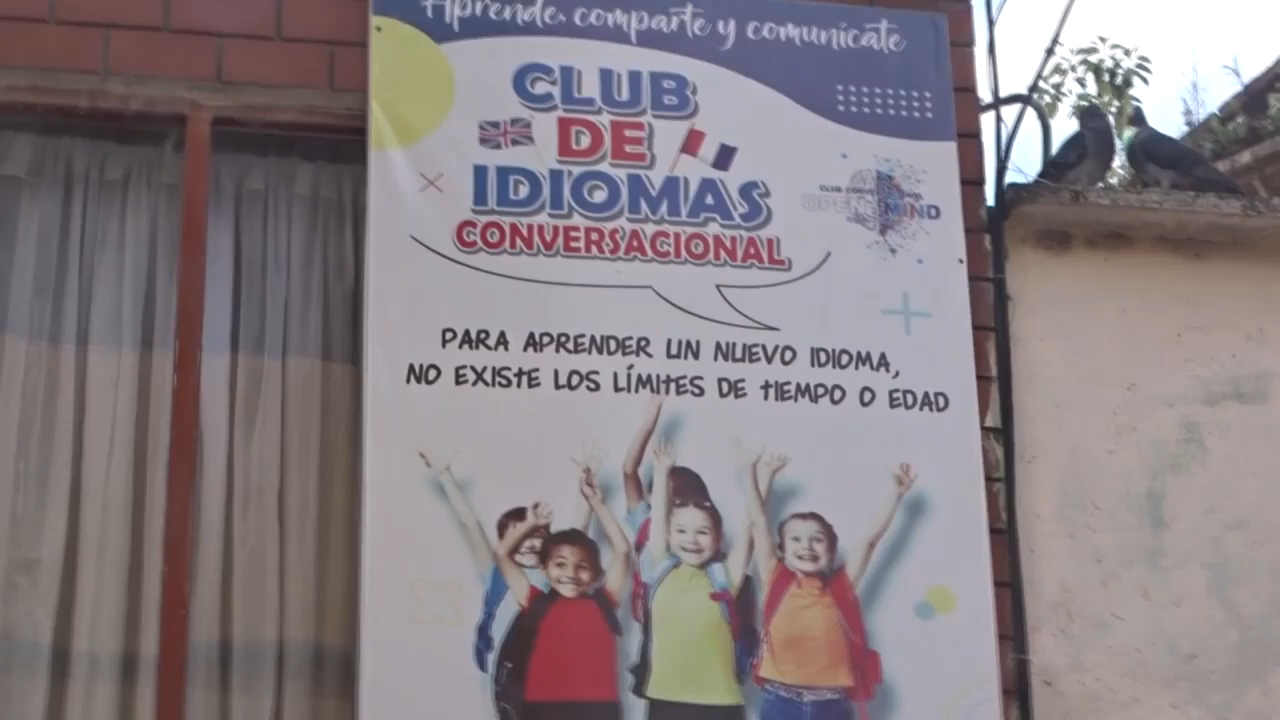 Aprende, comparte y comunícate
CLUB
DE
IDIOMAS
CONVERSACIONAL
OPEN MIND
PARA APRENDER UN NUEVO IDIOMA,
NO EXISTE LOS LÍMITES DE TIEMPO O EDAD